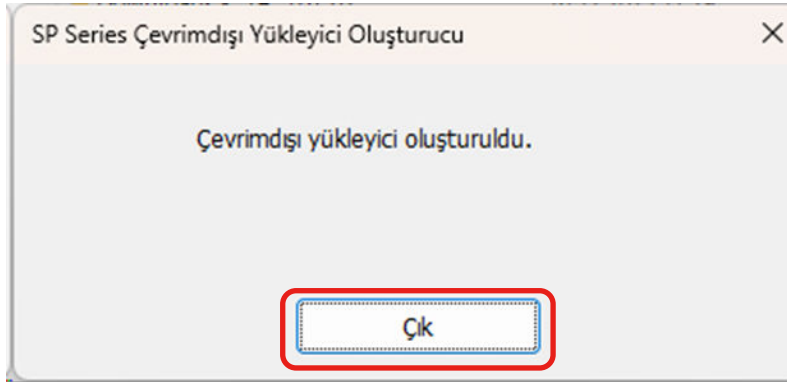 SP Series Çevrimdışı Yükleyici Oluşturucu
Çevrimdışı yükleyici oluşturuldu.
Çık